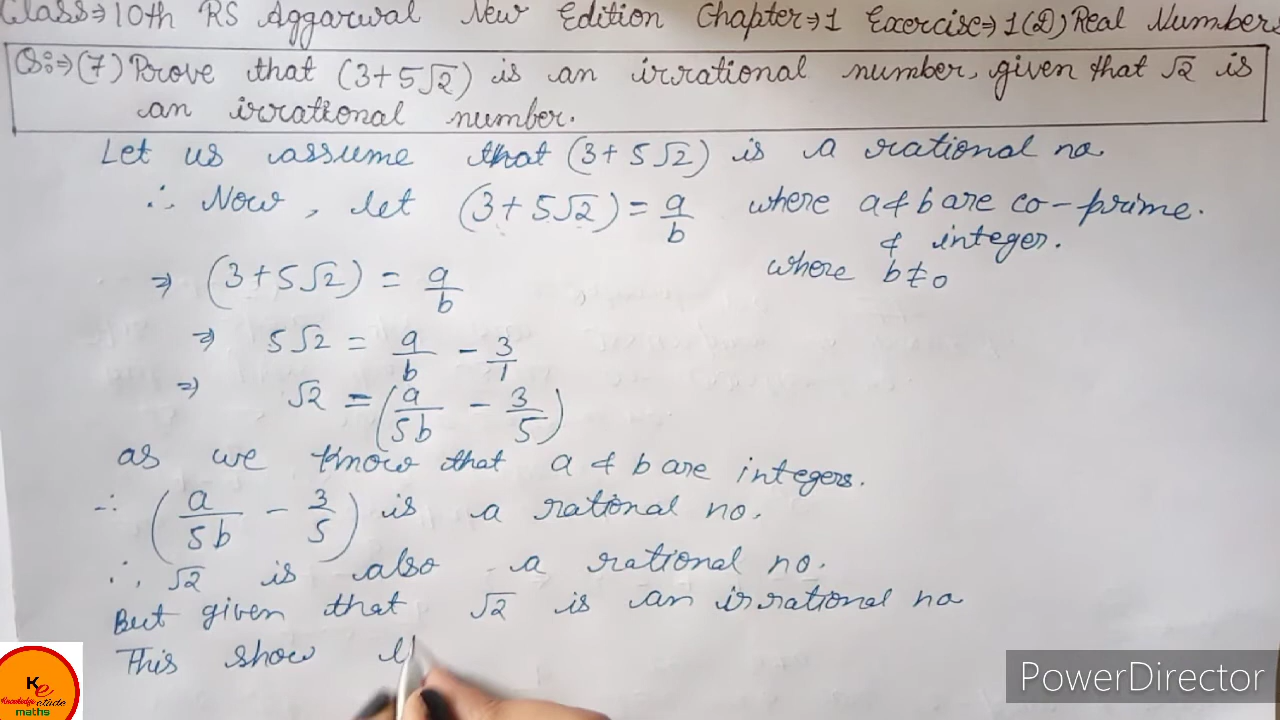 Class⇒10th RS Aggarwal New Edition Chapter⇒1 Exercise⇒1(D) Real Numbers
Q:⇒(7) Prove that (3+5√2) is an irrational number, given that √2 is
an irrational number.
Let us assume that (3+5√2) is a rational no.
∴ Now, let (3+5√2) = a/b where a & b are co-prime.
& integer.
where b≠0
⇒ (3+5√2) = a/b
⇒ 5√2 = a/b - 3/1
⇒ √2 = (a/5b - 3/5)
as we know that a & b are integers.
∴ (a/5b - 3/5) is a rational no.
∴ √2 is also a rational no.
But given that √2 is an irrational no
This show
Ke
Knowledge etude
maths
PowerDirector